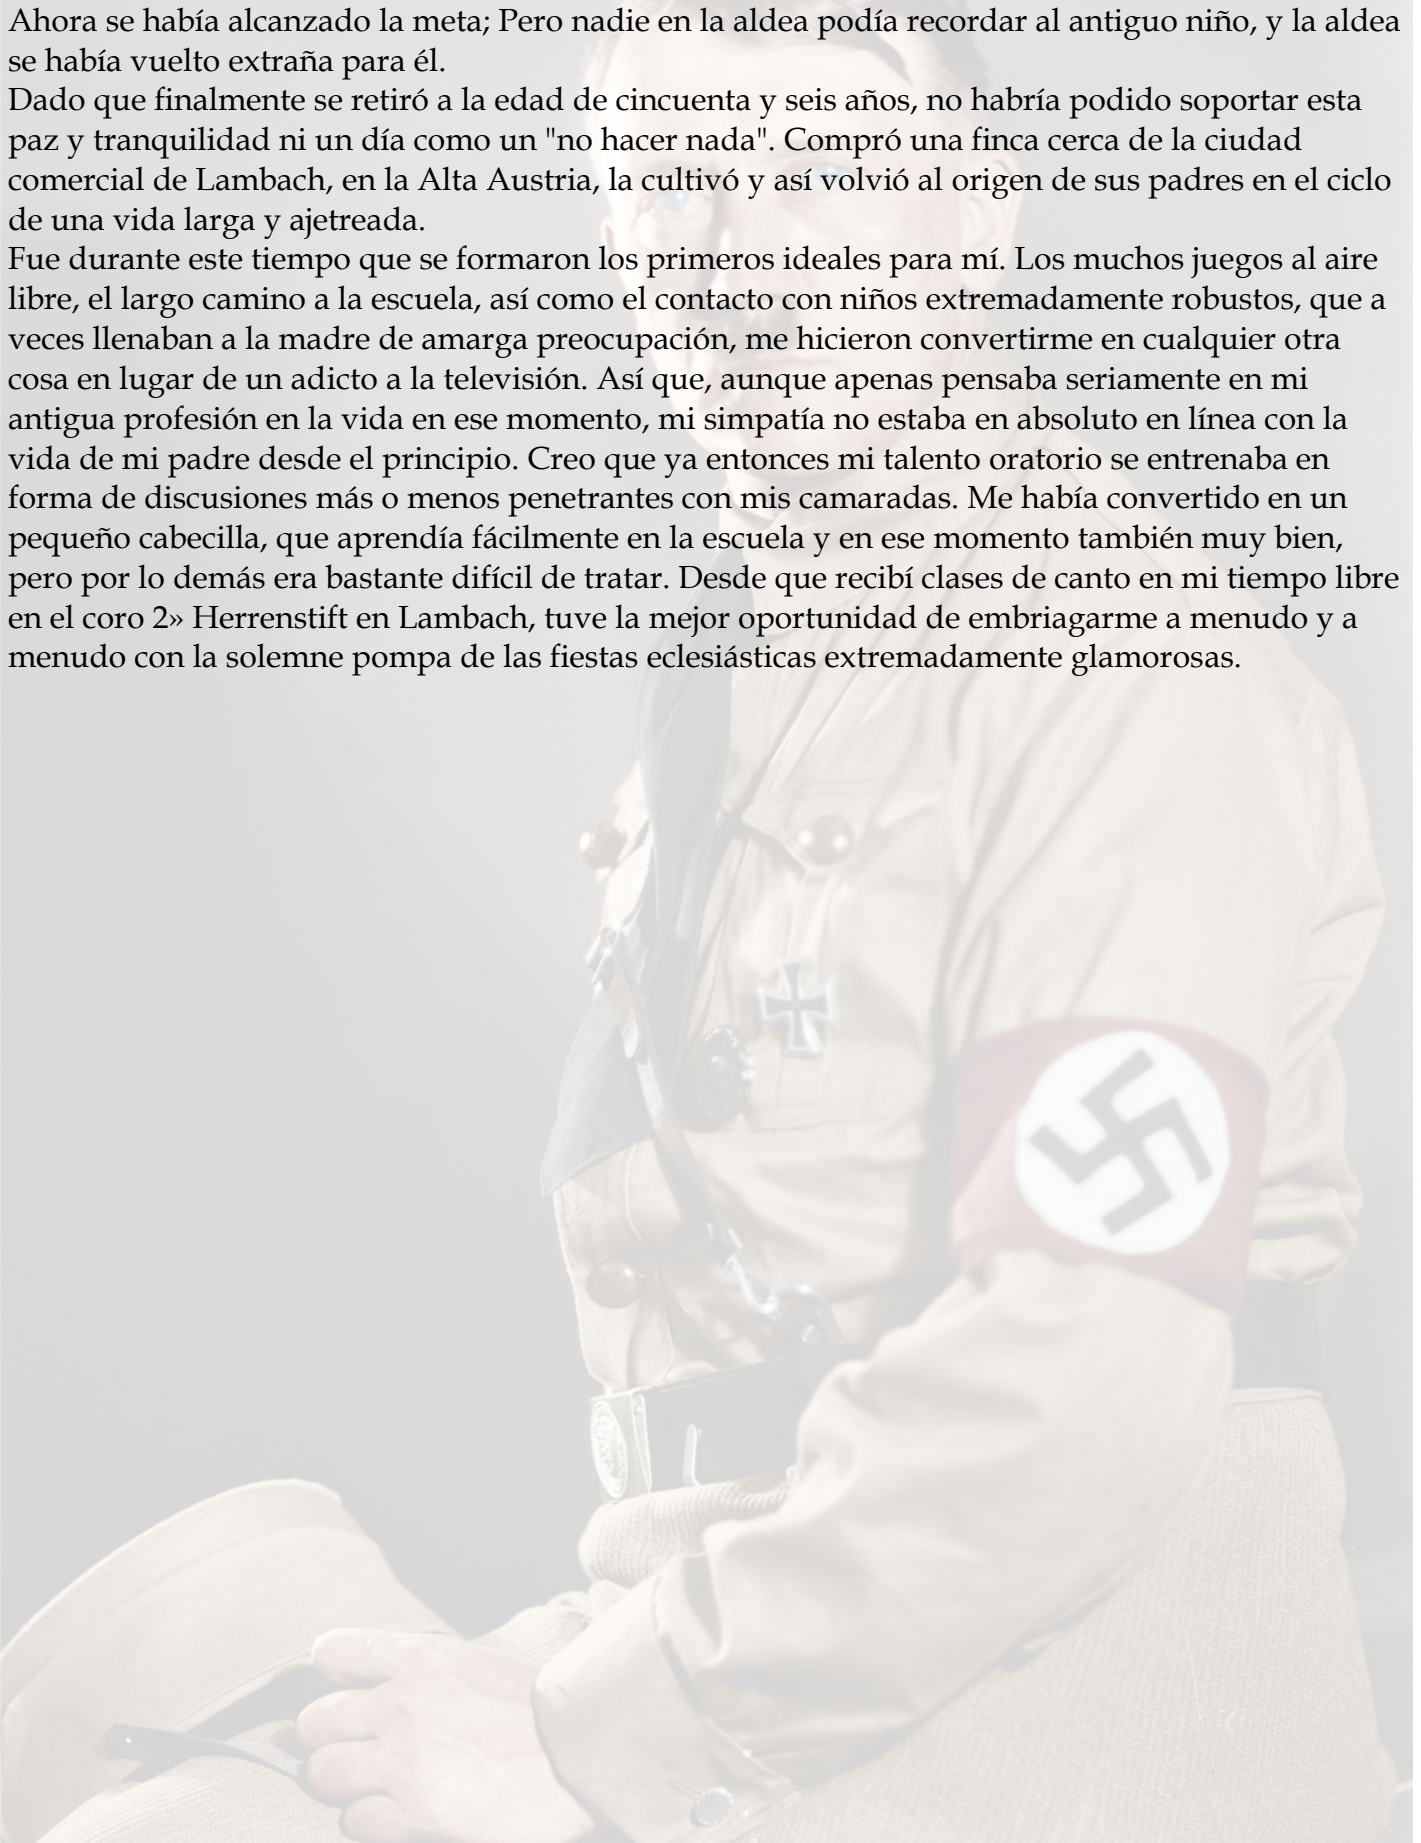 Ahora se había alcanzado la meta; Pero nadie en la aldea podía recordar al antiguo niño, y la aldea
se había vuelto extraña para él.
Dado que finalmente se retiró a la edad de cincuenta y seis años, no habría podido soportar esta
paz y tranquilidad ni un día como un "no hacer nada". Compró una finca cerca de la ciudad
comercial de Lambach, en la Alta Austria, la cultivó y así volvió al origen de sus padres en el ciclo
de una vida larga y ajetreada.
Fue durante este tiempo que se formaron los primeros ideales para mí. Los muchos juegos al aire
libre, el largo camino a la escuela, así como el contacto con niños extremadamente robustos, que a
veces llenaban a la madre de amarga preocupación, me hicieron convertirme en cualquier otra
cosa en lugar de un adicto a la televisión. Así que, aunque apenas pensaba seriamente en mi
antigua profesión en la vida en ese momento, mi simpatía no estaba en absoluto en línea con la
vida de mi padre desde el principio. Creo que ya entonces mi talento oratorio se entrenaba en
forma de discusiones más o menos penetrantes con mis camaradas. Me había convertido en un
pequeño cabecilla, que aprendía fácilmente en la escuela y en ese momento también muy bien,
pero por lo demás era bastante difícil de tratar. Desde que recibí clases de canto en mi tiempo libre
en el coro 2» Herrenstift en Lambach, tuve la mejor oportunidad de embriagarme a menudo y a
menudo con la solemne pompa de las fiestas eclesiásticas extremadamente glamorosas.